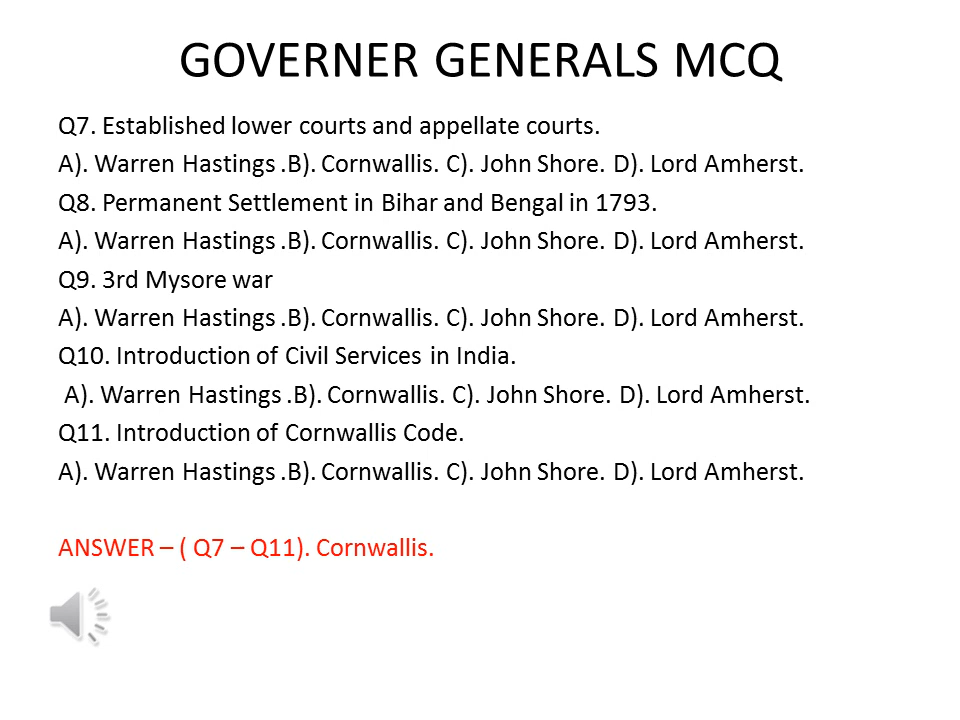 GOVERNER GENERALS MCQ
Q7. Established lower courts and appellate courts.
A). Warren Hastings .B). Cornwallis. C). John Shore. D). Lord Amherst.
Q8. Permanent Settlement in Bihar and Bengal in 1793.
A). Warren Hastings .B). Cornwallis. C). John Shore. D). Lord Amherst.
Q9. 3rd Mysore war
A). Warren Hastings .B). Cornwallis. C). John Shore. D). Lord Amherst.
Q10. Introduction of Civil Services in India.
A). Warren Hastings .B). Cornwallis. C). John Shore. D). Lord Amherst.
Q11. Introduction of Cornwallis Code.
A). Warren Hastings .B). Cornwallis. C). John Shore. D). Lord Amherst.
ANSWER – ( Q7 – Q11). Cornwallis.